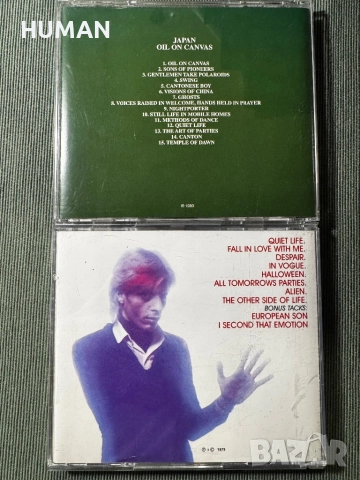 HUMAN
JAPAN
OIL ON CANVAS
1. OIL ON CANVAS
2. SONS OF PIONEERS
3. GENTLEMEN TAKE POLAROIDS
4. SWING
5. CANTONESE BOY
6. VISIONS OF CHINA
7. GHOSTS
8. VOICES RAISED IN WELCOME, HANDS HELD IN PRAYER
9. NIGHTPORTER
10. STILL LIFE IN MOBILE HOMES
11. METHODS OF DANCE
12. QUIET LIFE
13. THE ART OF PARTIES
14. CANTON
15. TEMPLE OF DAWN
QUIET LIFE.
FALL IN LOVE WITH ME.
DESPAIR.
IN VOGUE.
HALLOWEEN.
ALL TOMORROWS PARTIES.
ALIEN.
THE OTHER SIDE OF LIFE.
BONUS TACKS:
EUROPEAN SON
I SECOND THAT EMOTION
BAZAR